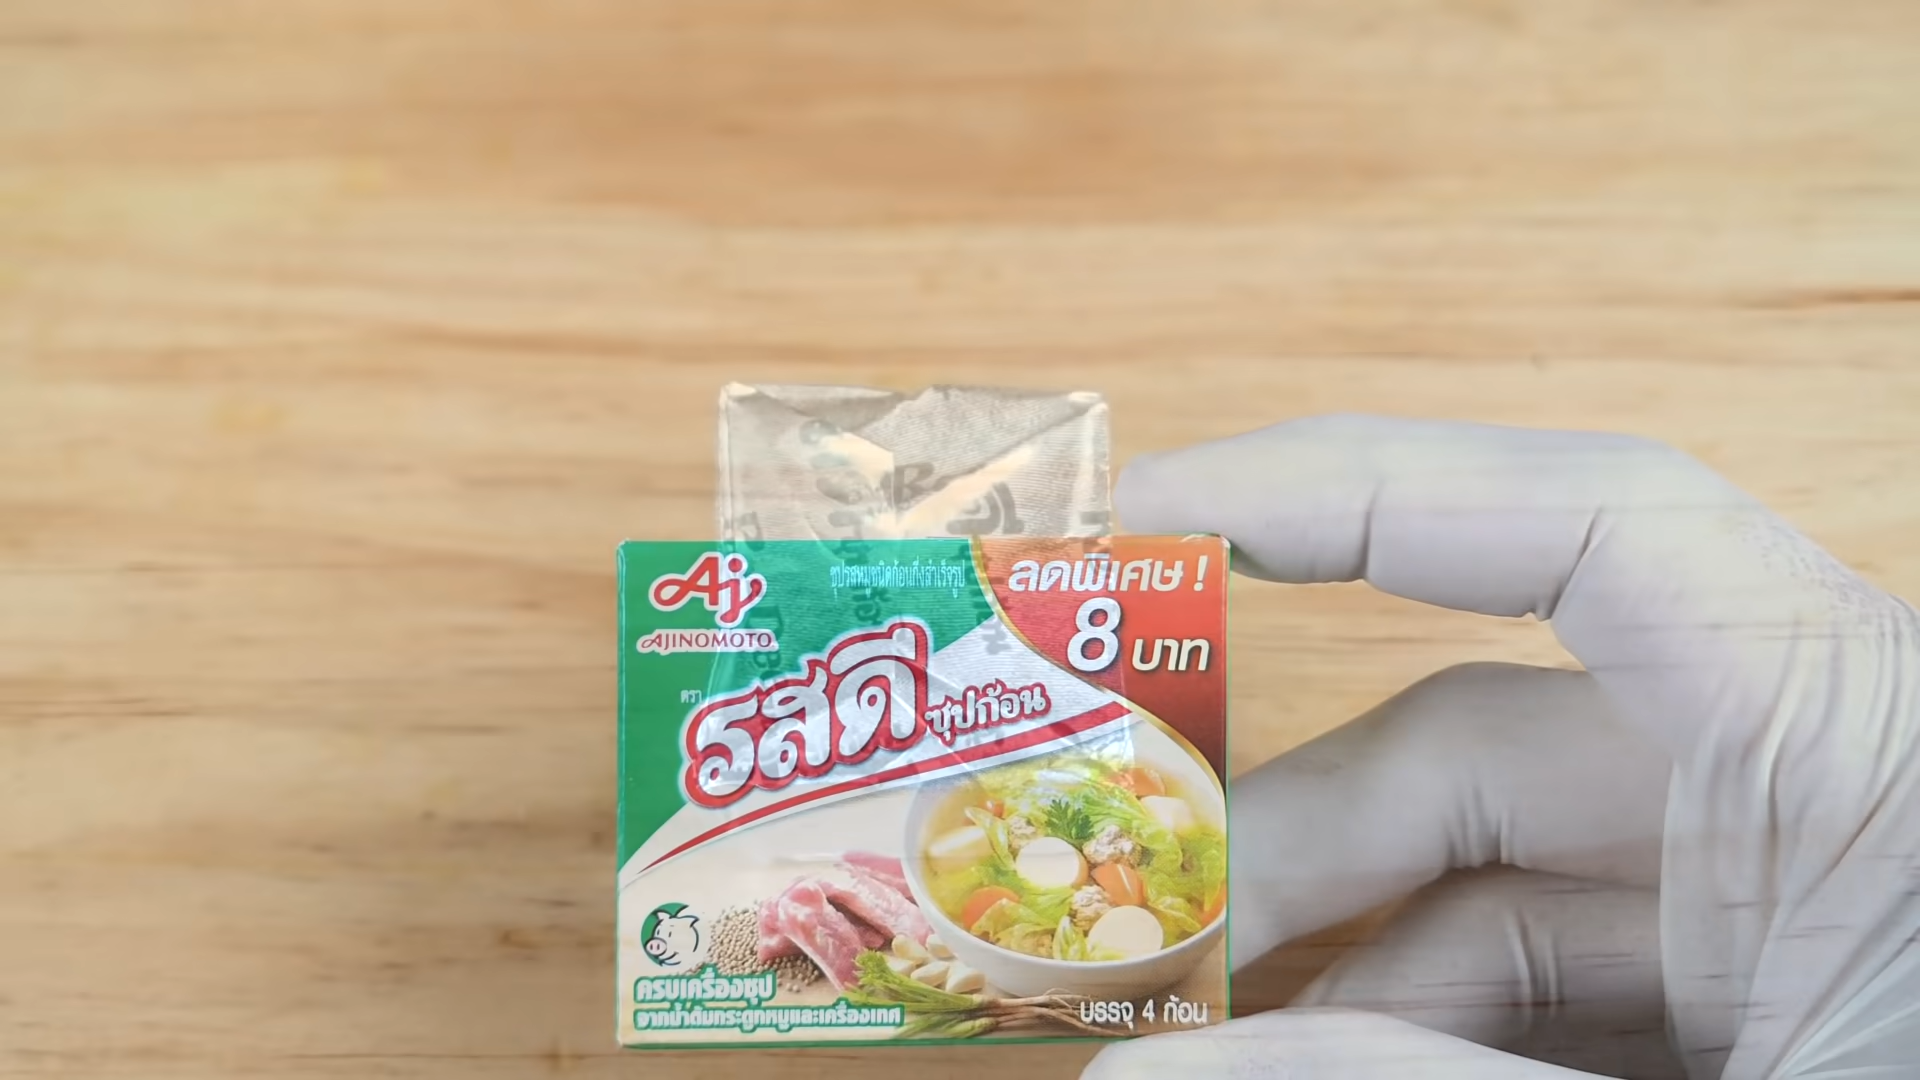 Aj
AJINOMOTO
ซุปรสหมูชนิดก้อนกึ่งสำเร็จรูป
ลดพิเศษ !
8 บาท
ตรา
รสดี
ซุปก้อน
ครบเครื่องซุป
จากน้ำต้มกระดูกหมูและเครื่องเทศ
บรรจุ 4 ก้อน